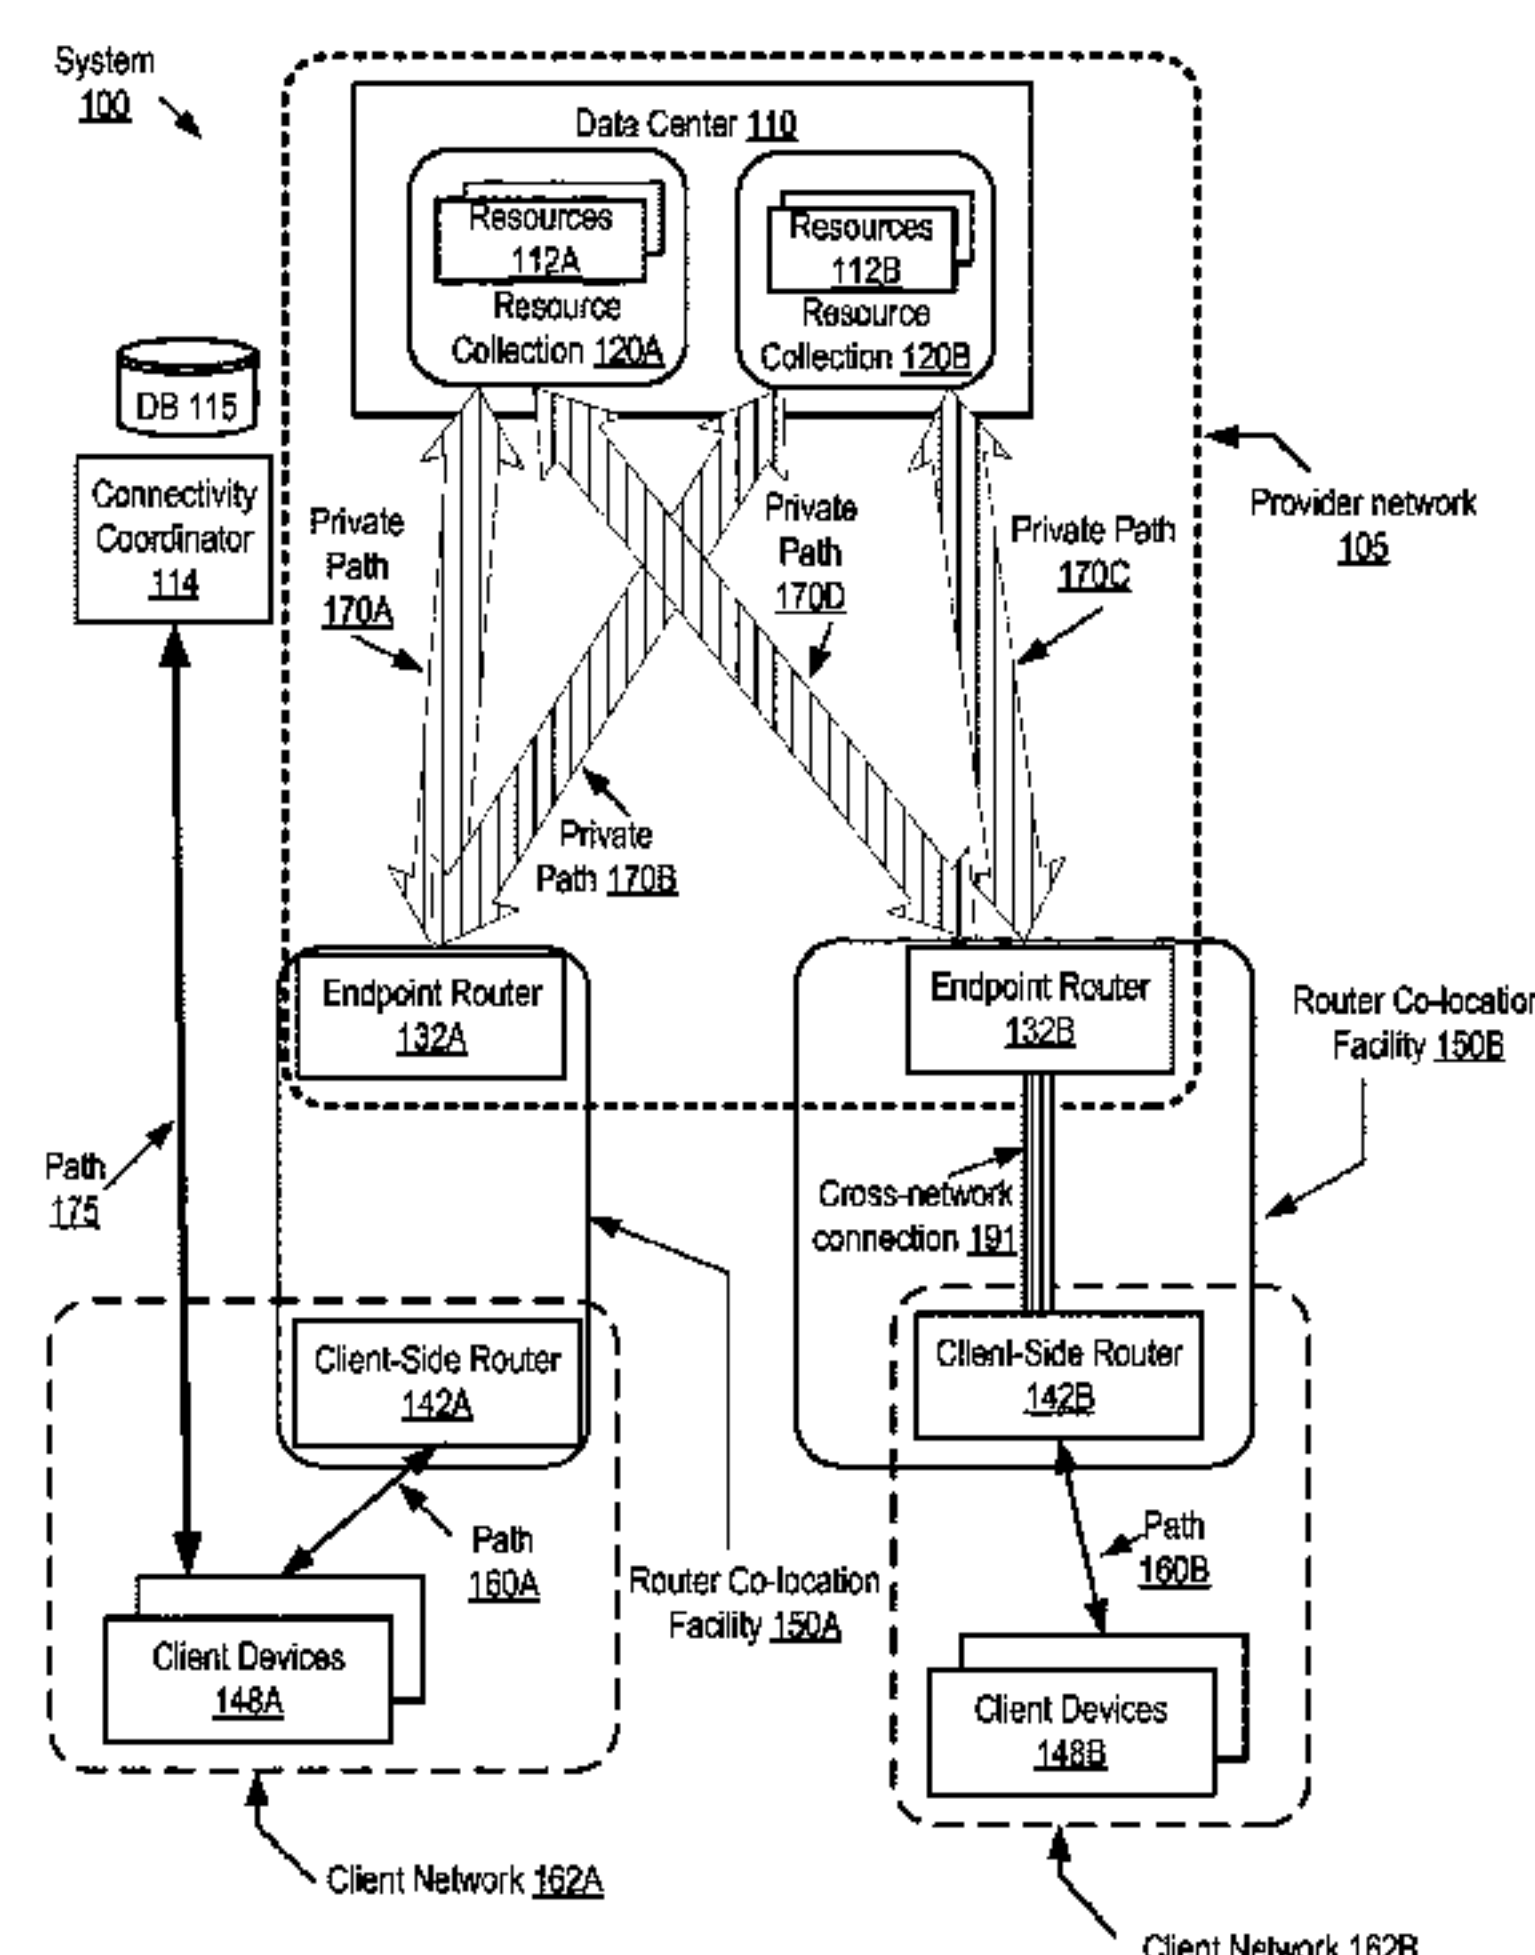 System
100
Data Center 110
Resources
112A
Resource
Collection 120A
Resources
112B
Resource
Collection 120B
DB 115
Connectivity
Coordinator
114
Private
Path
170A
Private
Path
170D
Private Path
170C
Provider network
105
Private
Path 170B
Endpoint Router
132A
Endpoint Router
132B
Router Co-location
Facility 150B
Path
175
Cross-network
connection 191
Client-Side Router
142A
Client-Side Router
142B
Path
160A
Path
160B
Router Co-location
Facility 150A
Client Devices
148A
Client Devices
148B
Client Network 162A
Client Network 162B